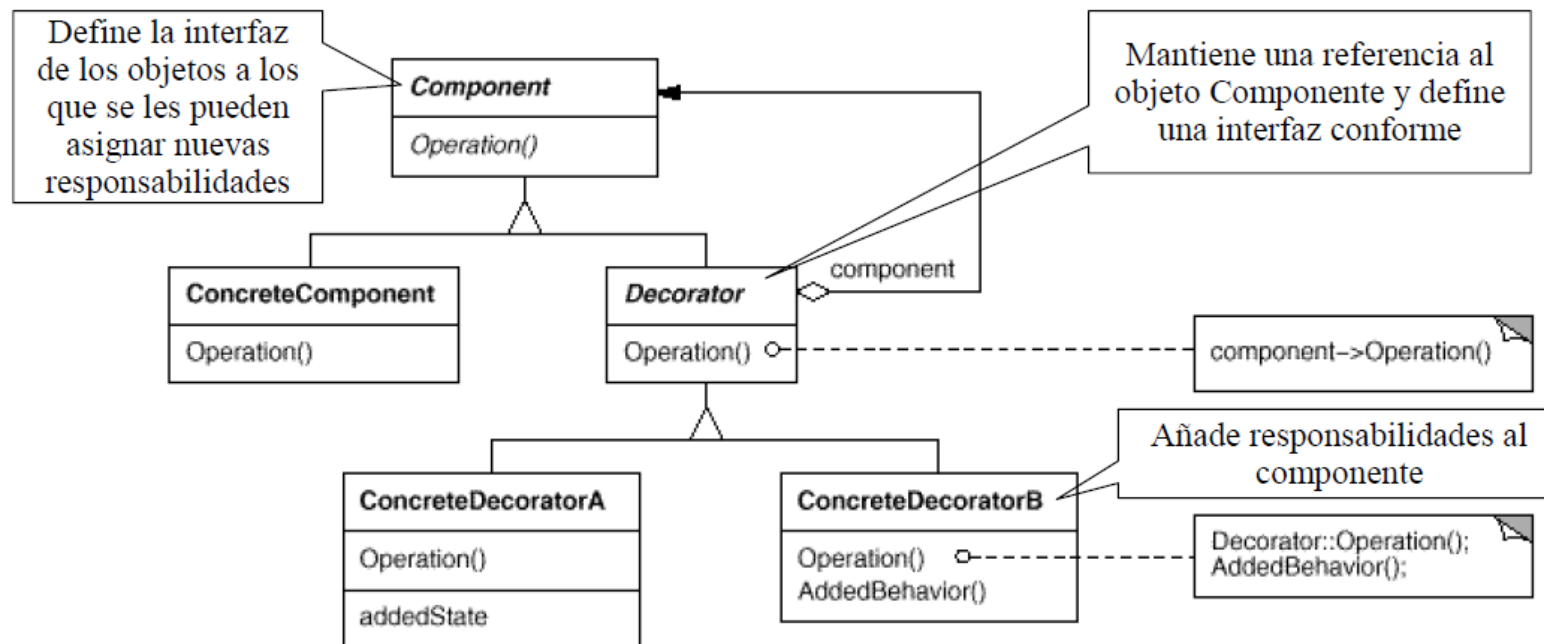 Define la interfaz
de los objetos a los
que se les pueden
asignar nuevas
responsabilidades
Component
Operation()
Mantiene una referencia al
objeto Componente y define
una interfaz conforme
ConcreteComponent
Operation()
Decorator
Operation()
component
component->Operation()
Añade responsabilidades al
componente
ConcreteDecoratorA
Operation()
addedState
ConcreteDecoratorB
Operation()
AddedBehavior()
Decorator::Operation();
AddedBehavior();